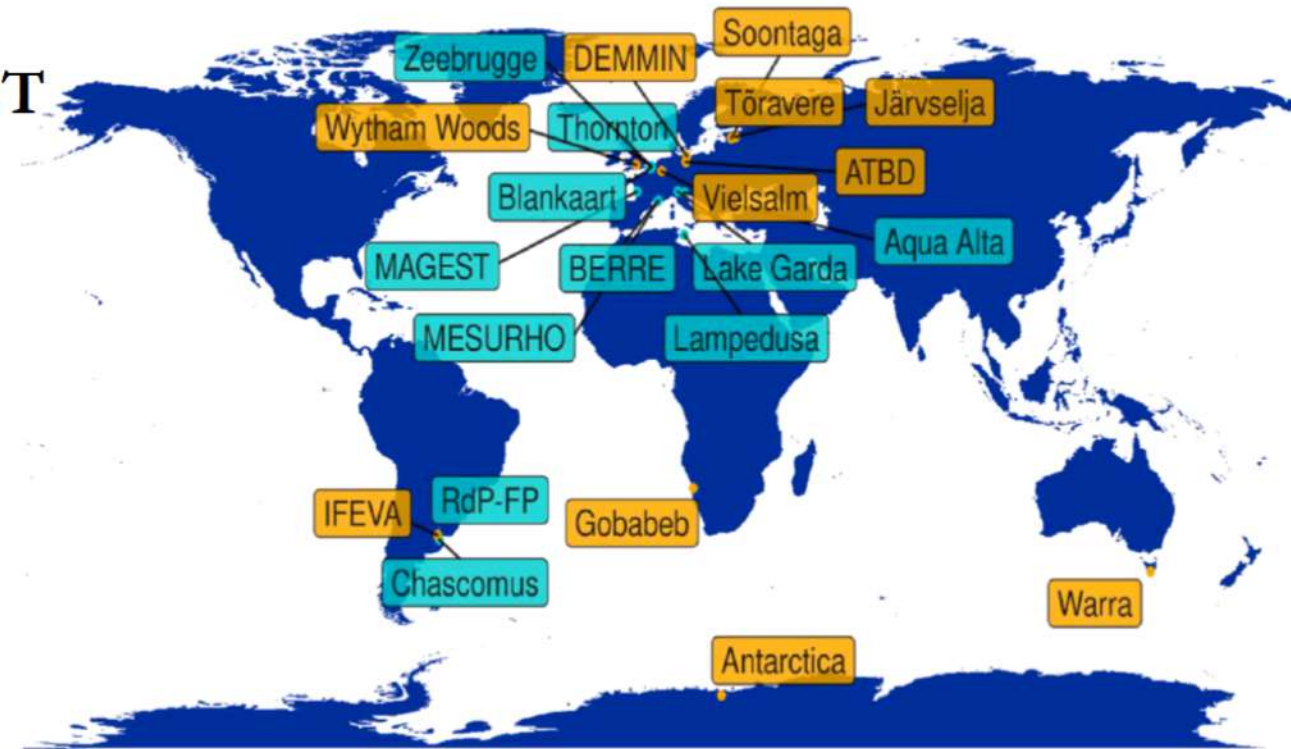 T
Soontaga
Zeebrugge
DEMMIN
Tõravere
Järvselja
Wytham Woods
Thornton
ATBD
Blankaart
Vielsalm
Aqua Alta
MAGEST
BERRE
Lake Garda
MESURHO
Lampedusa
IFEVA
RdP-FP
Gobabeb
Chascomus
Warra
Antarctica